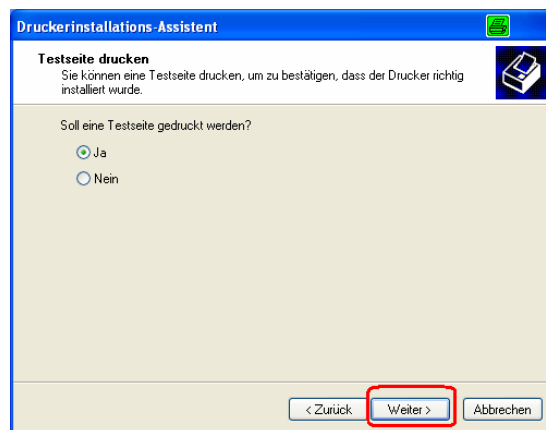 Druckerinstallations-Assistent
Testseite drucken
Sie können eine Testseite drucken, um zu bestätigen, dass der Drucker richtig
installiert wurde.
Soll eine Testseite gedruckt werden?
Ja
Nein
< Zurück Weiter > Abbrechen